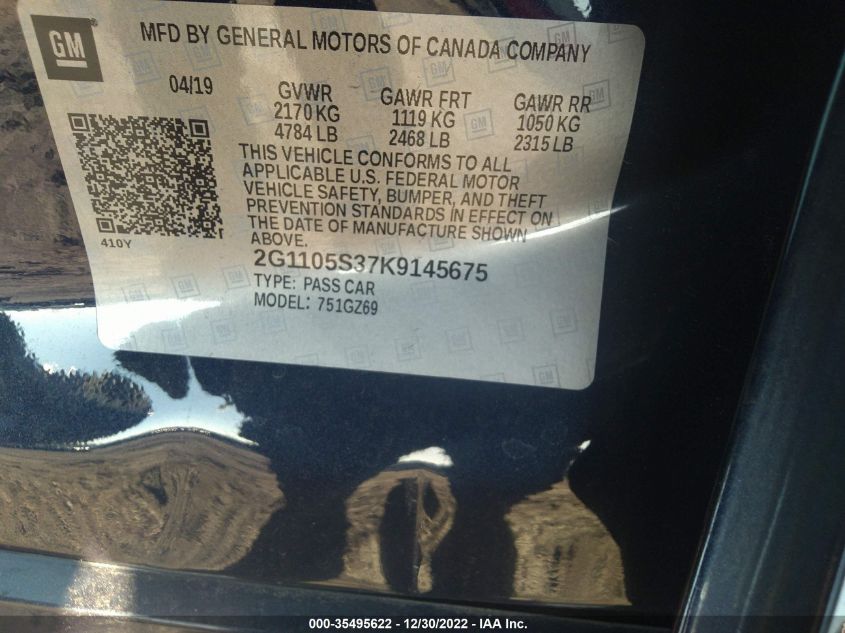 GM
MFD BY GENERAL MOTORS OF CANADA COMPANY
04/19
GVWR
2170 KG
4784 LB
GAWR FRT
1119 KG
2468 LB
GAWR RR
1050 KG
2315 LB
THIS VEHICLE CONFORMS TO ALL
APPLICABLE U.S. FEDERAL MOTOR
VEHICLE SAFETY, BUMPER, AND THEFT
PREVENTION STANDARDS IN EFFECT ON
THE DATE OF MANUFACTURE SHOWN
ABOVE.
410Y
2G1105S37K9145675
TYPE: PASS CAR
MODEL: 751GZ69
000-35495622 - 12/30/2022 - IAA Inc.